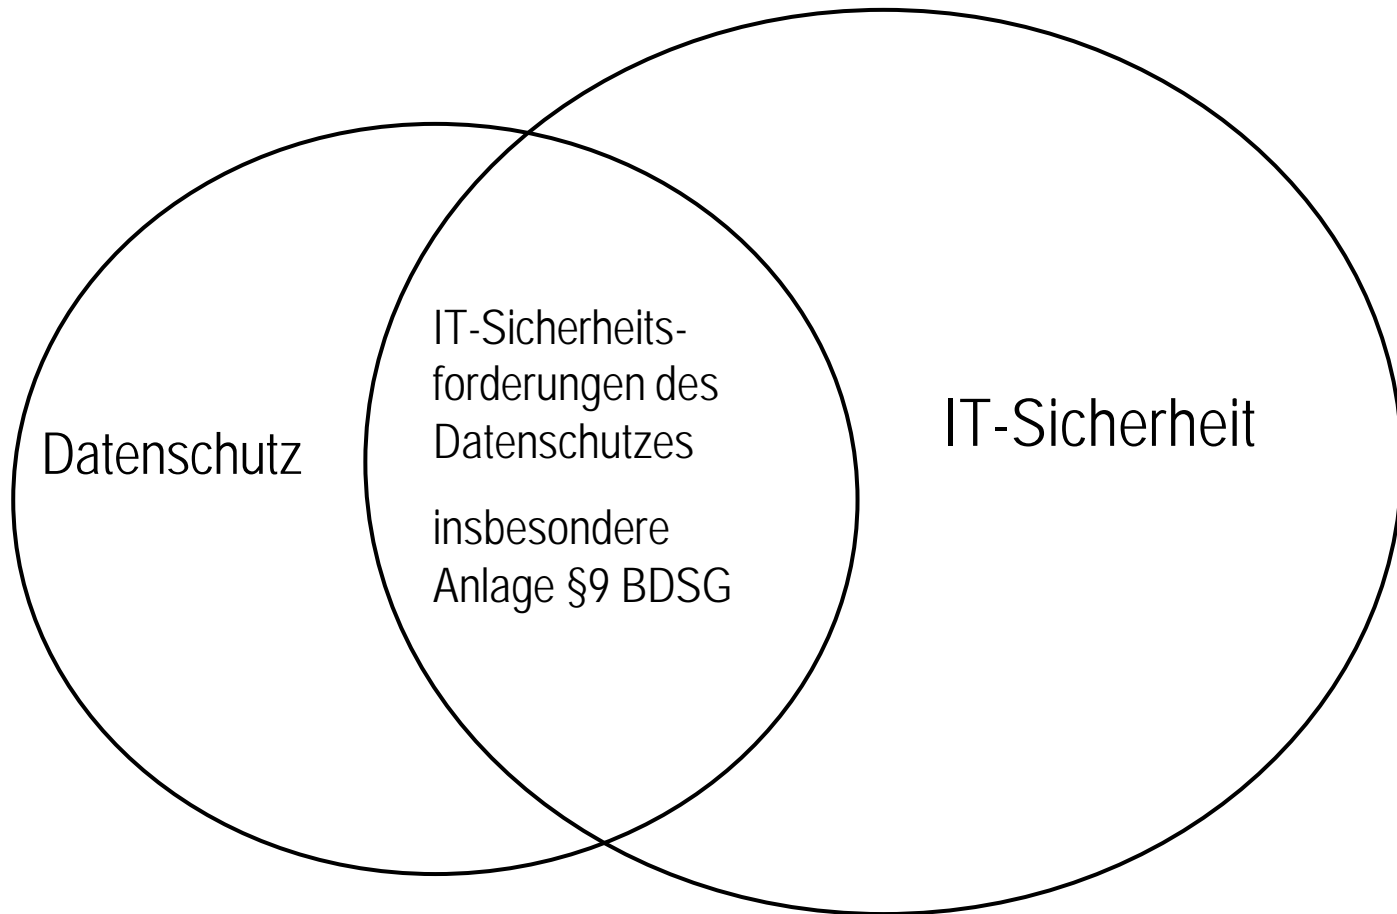 Datenschutz
IT-Sicherheits-
forderungen des
Datenschutzes
insbesondere
Anlage §9 BDSG
IT-Sicherheit